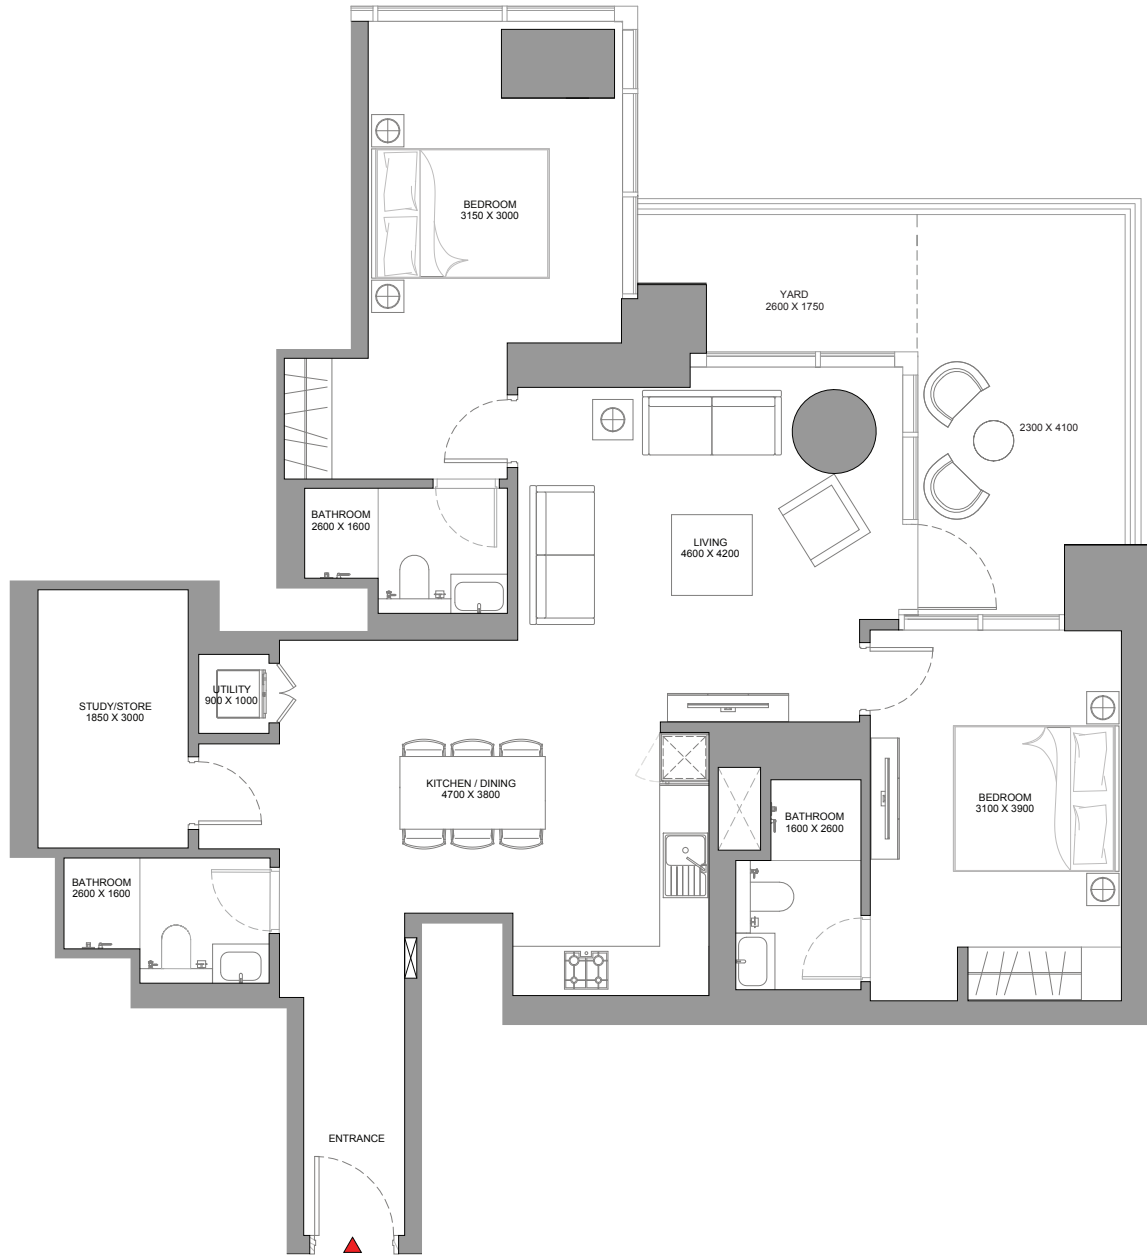 BEDROOM
3150 X 3000
YARD
2600 X 1750
2300 X 4100
BATHROOM
2600 X 1600
LIVING
4600 X 4200
UTILITY
900 X 1000
STUDY/STORE
1850 X 3000
KITCHEN / DINING
4700 X 3800
BEDROOM
3100 X 3900
BATHROOM
1600 X 2600
BATHROOM
2600 X 1600
ENTRANCE